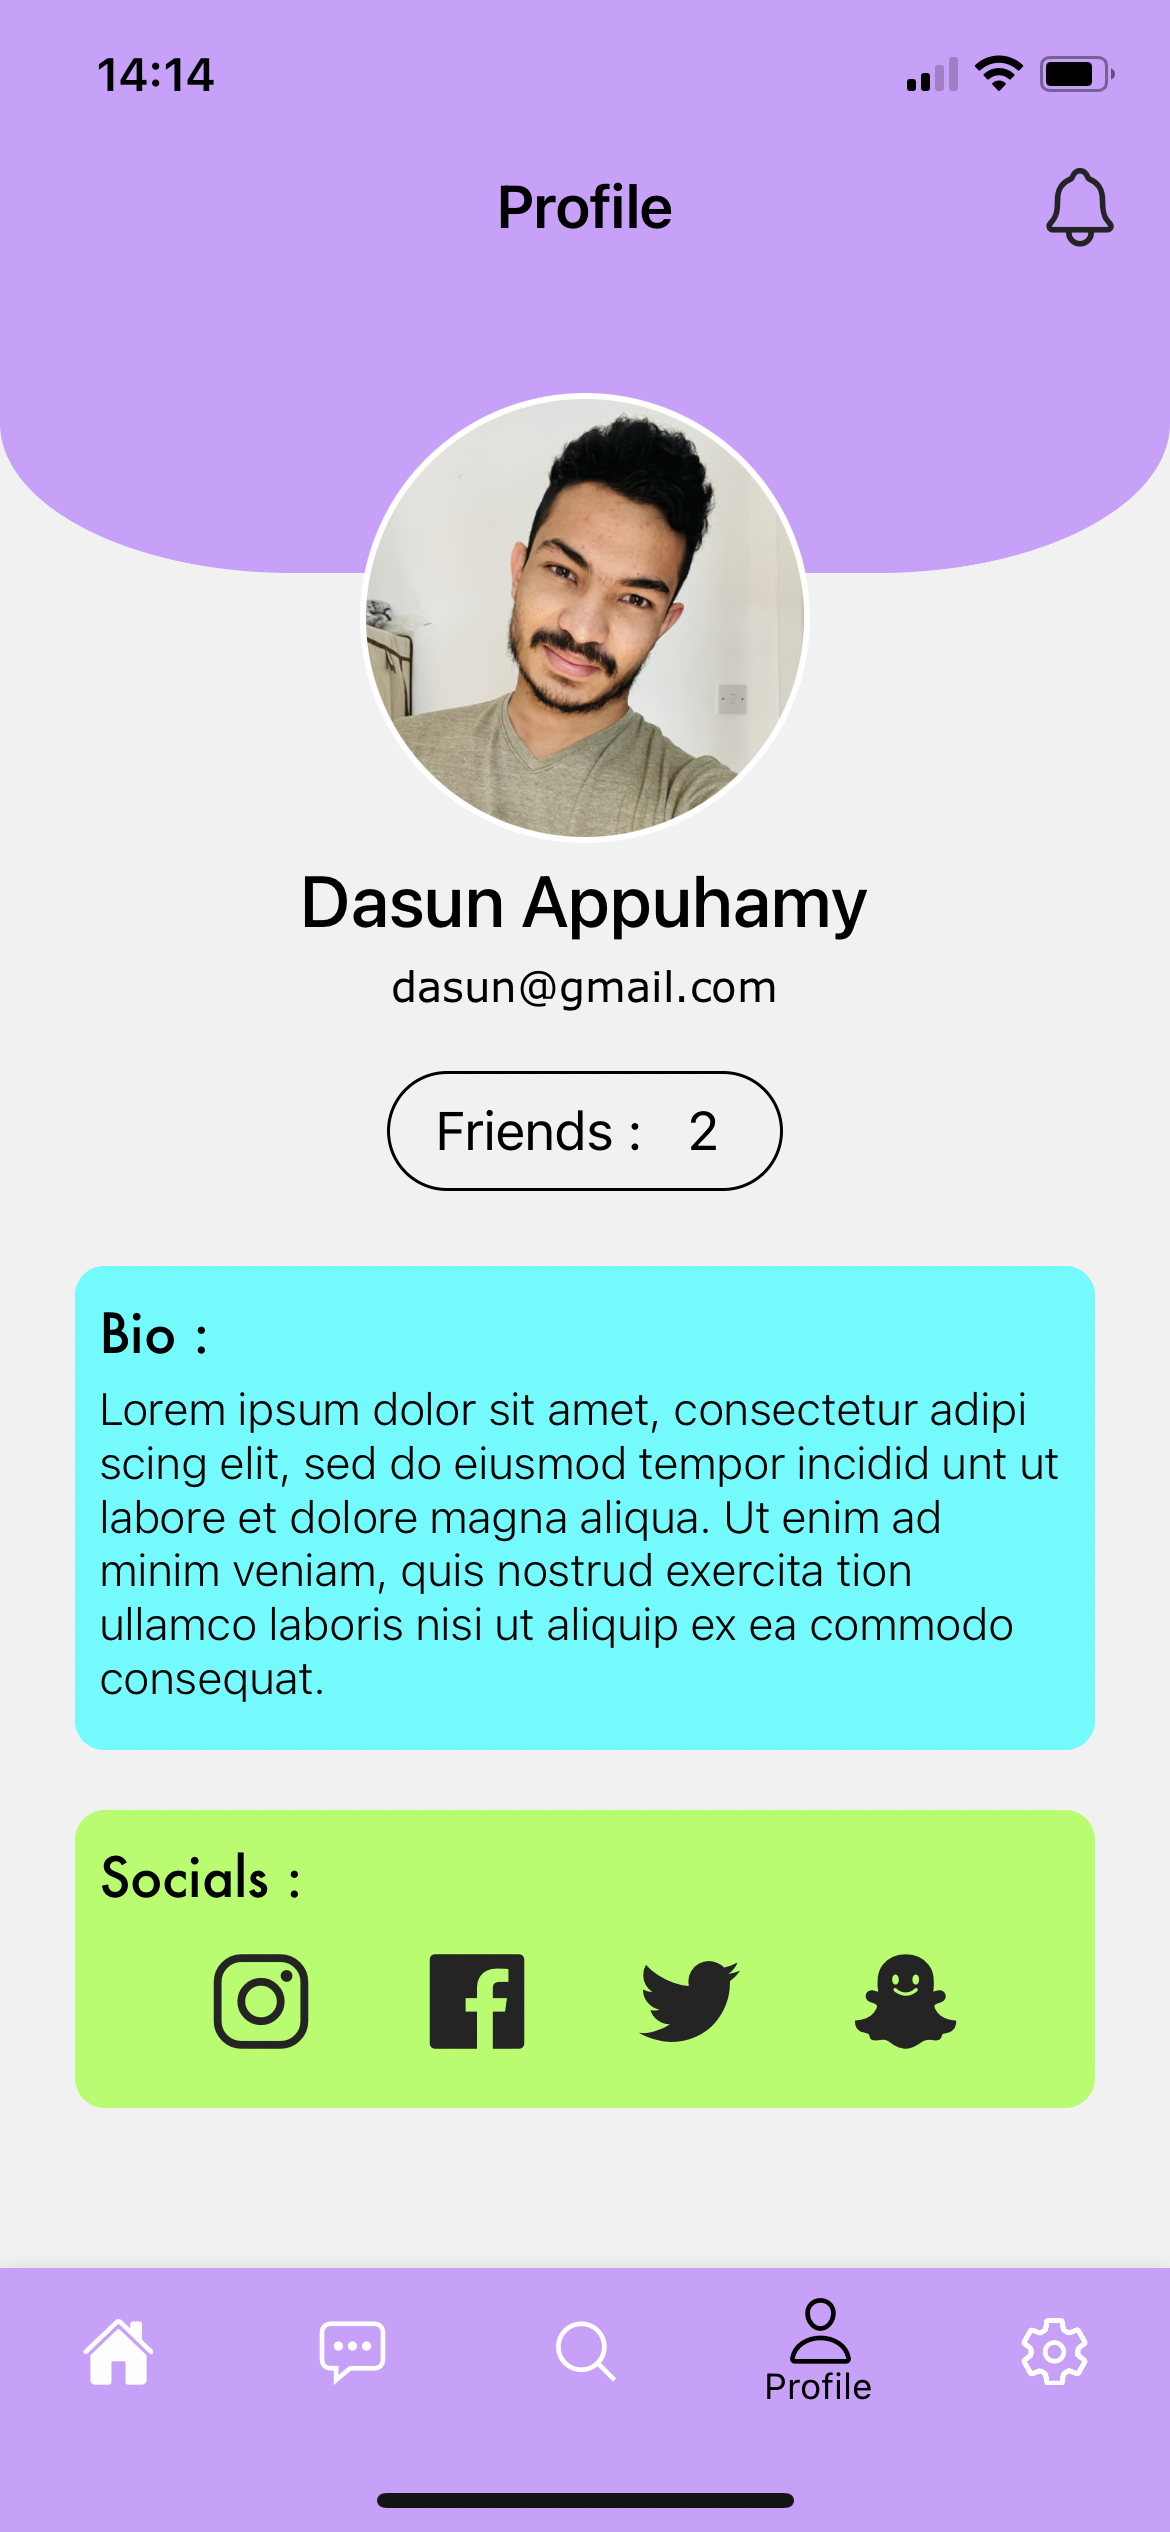 14:14
Profile
Dasun Appuhamy
dasun@gmail.com
Friends : 2
Bio :
Lorem ipsum dolor sit amet, consectetur adipi
scing elit, sed do eiusmod tempor incidid unt ut
labore et dolore magna aliqua. Ut enim ad
minim veniam, quis nostrud exercita tion
ullamco laboris nisi ut aliquip ex ea commodo
consequat.
Socials :
Profile